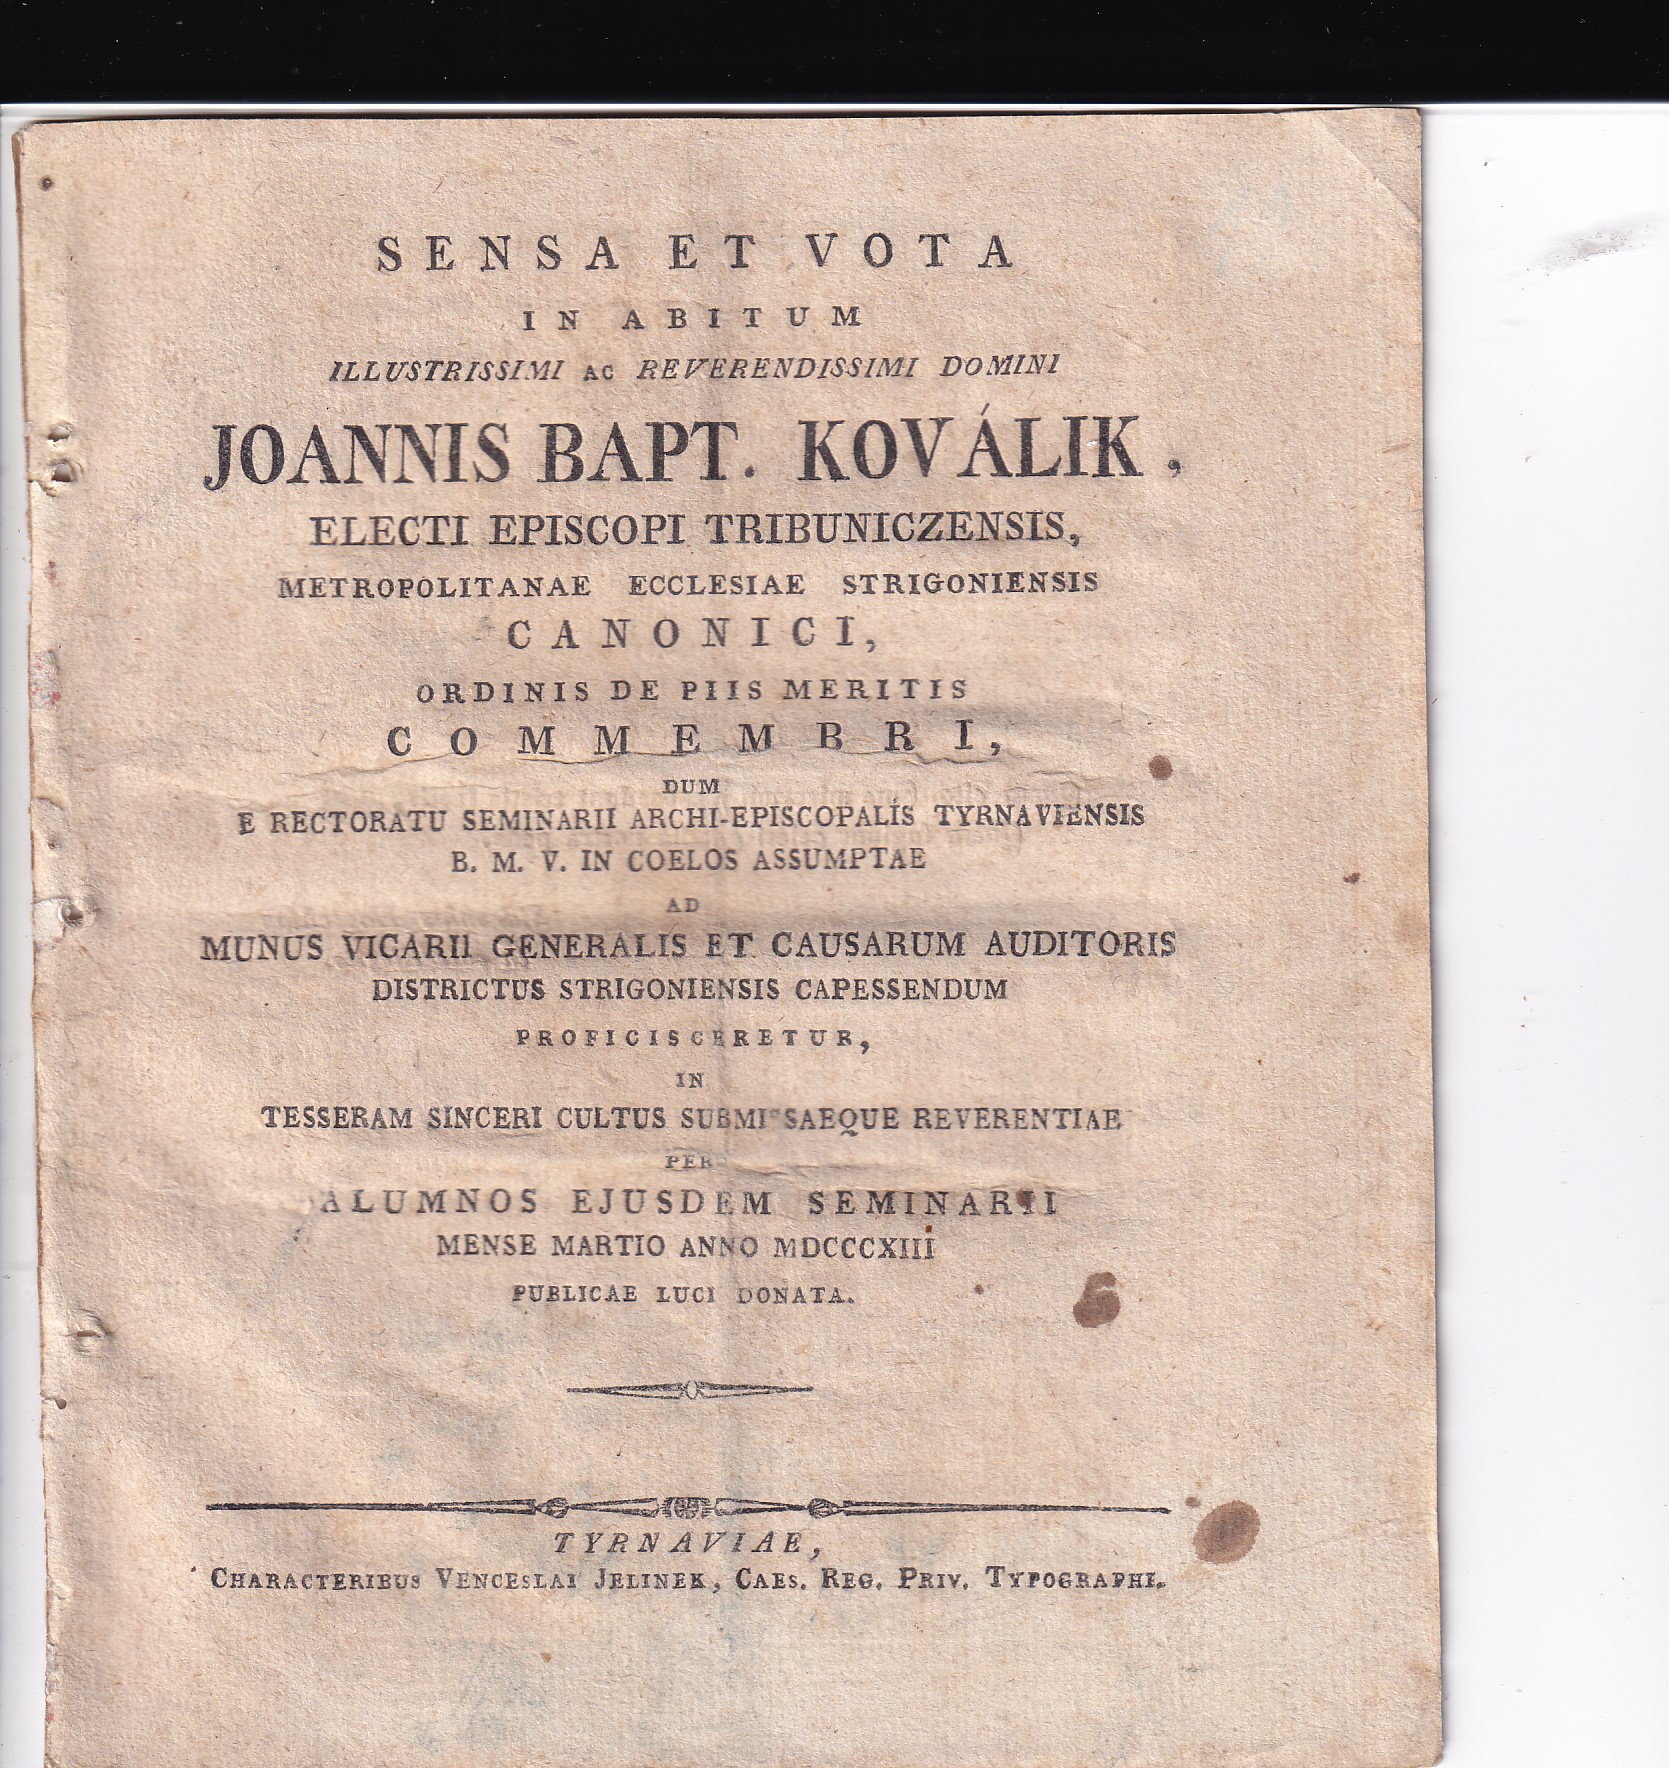 SENSA ET VOTA
IN ABITUM
ILLUSTRISSIMI AC REVERENDISSIMI DOMINI
JOANNIS BAPT. KOVÁLIK,
ELECTI EPISCOPI TRIBUNICZENSIS,
METROPOLITANAE ECCLESIAE STRIGONIENSIS
CANONICI,
ORDINIS DE PIIS MERITIS
COMMEMBRI,
DUM
E RECTORATU SEMINARII ARCHI-EPISCOPALIS TYRNAVIENSIS
B. M. V. IN COELOS ASSUMPTAE
AD
MUNUS VICARII GENERALIS ET CAUSARUM AUDITORIS
DISTRICTUS STRIGONIENSIS CAPESSENDUM
PROFICISCERETUR,
IN
TESSERAM SINCERI CULTUS SUBMISSAEQUE REVERENTIAE
PER
ALUMNOS EJUSDEM SEMINARII
MENSE MARTIO ANNO MDCCCXIII
PUBLICAE LUCI DONATA.
TYRNAVIAE,
CHARACTERIBUS VENCESLAI JELINEK, CAES. REG. PRIV. TYPOGRAPHI.